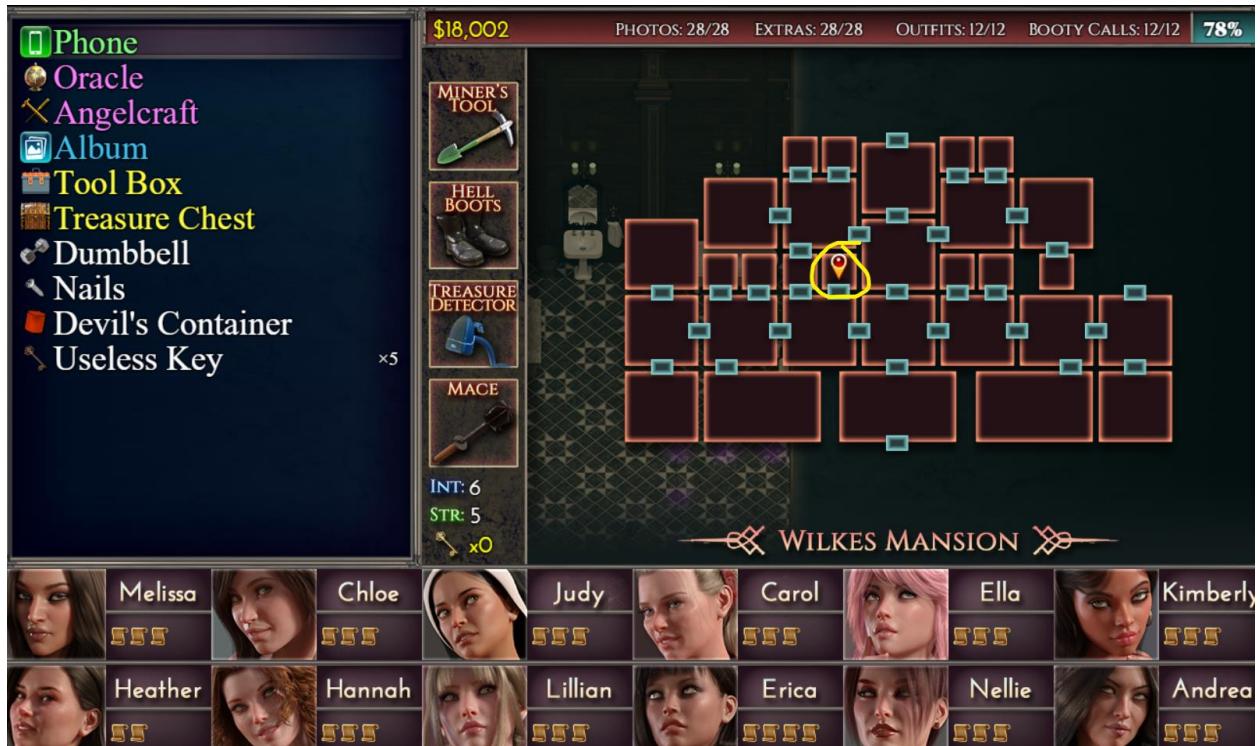 Phone
Oracle
Angelcraft
Album
Tool Box
Treasure Chest
Dumbbell
Nails
Devil's Container
Useless Key ×5
$18,002 PHOTOS: 28/28 EXTRAS: 28/28 OUTFITS: 12/12 BOOTY CALLS: 12/12 78%
MINER'S
TOOL
HELL
BOOTS
TREASURE
DETECTOR
MACE
INT: 6
STR: 5
x0
WILKES MANSION
Melissa Chloe Judy Carol Ella Kimberly
Heather Hannah Lillian Erica Nellie Andrea